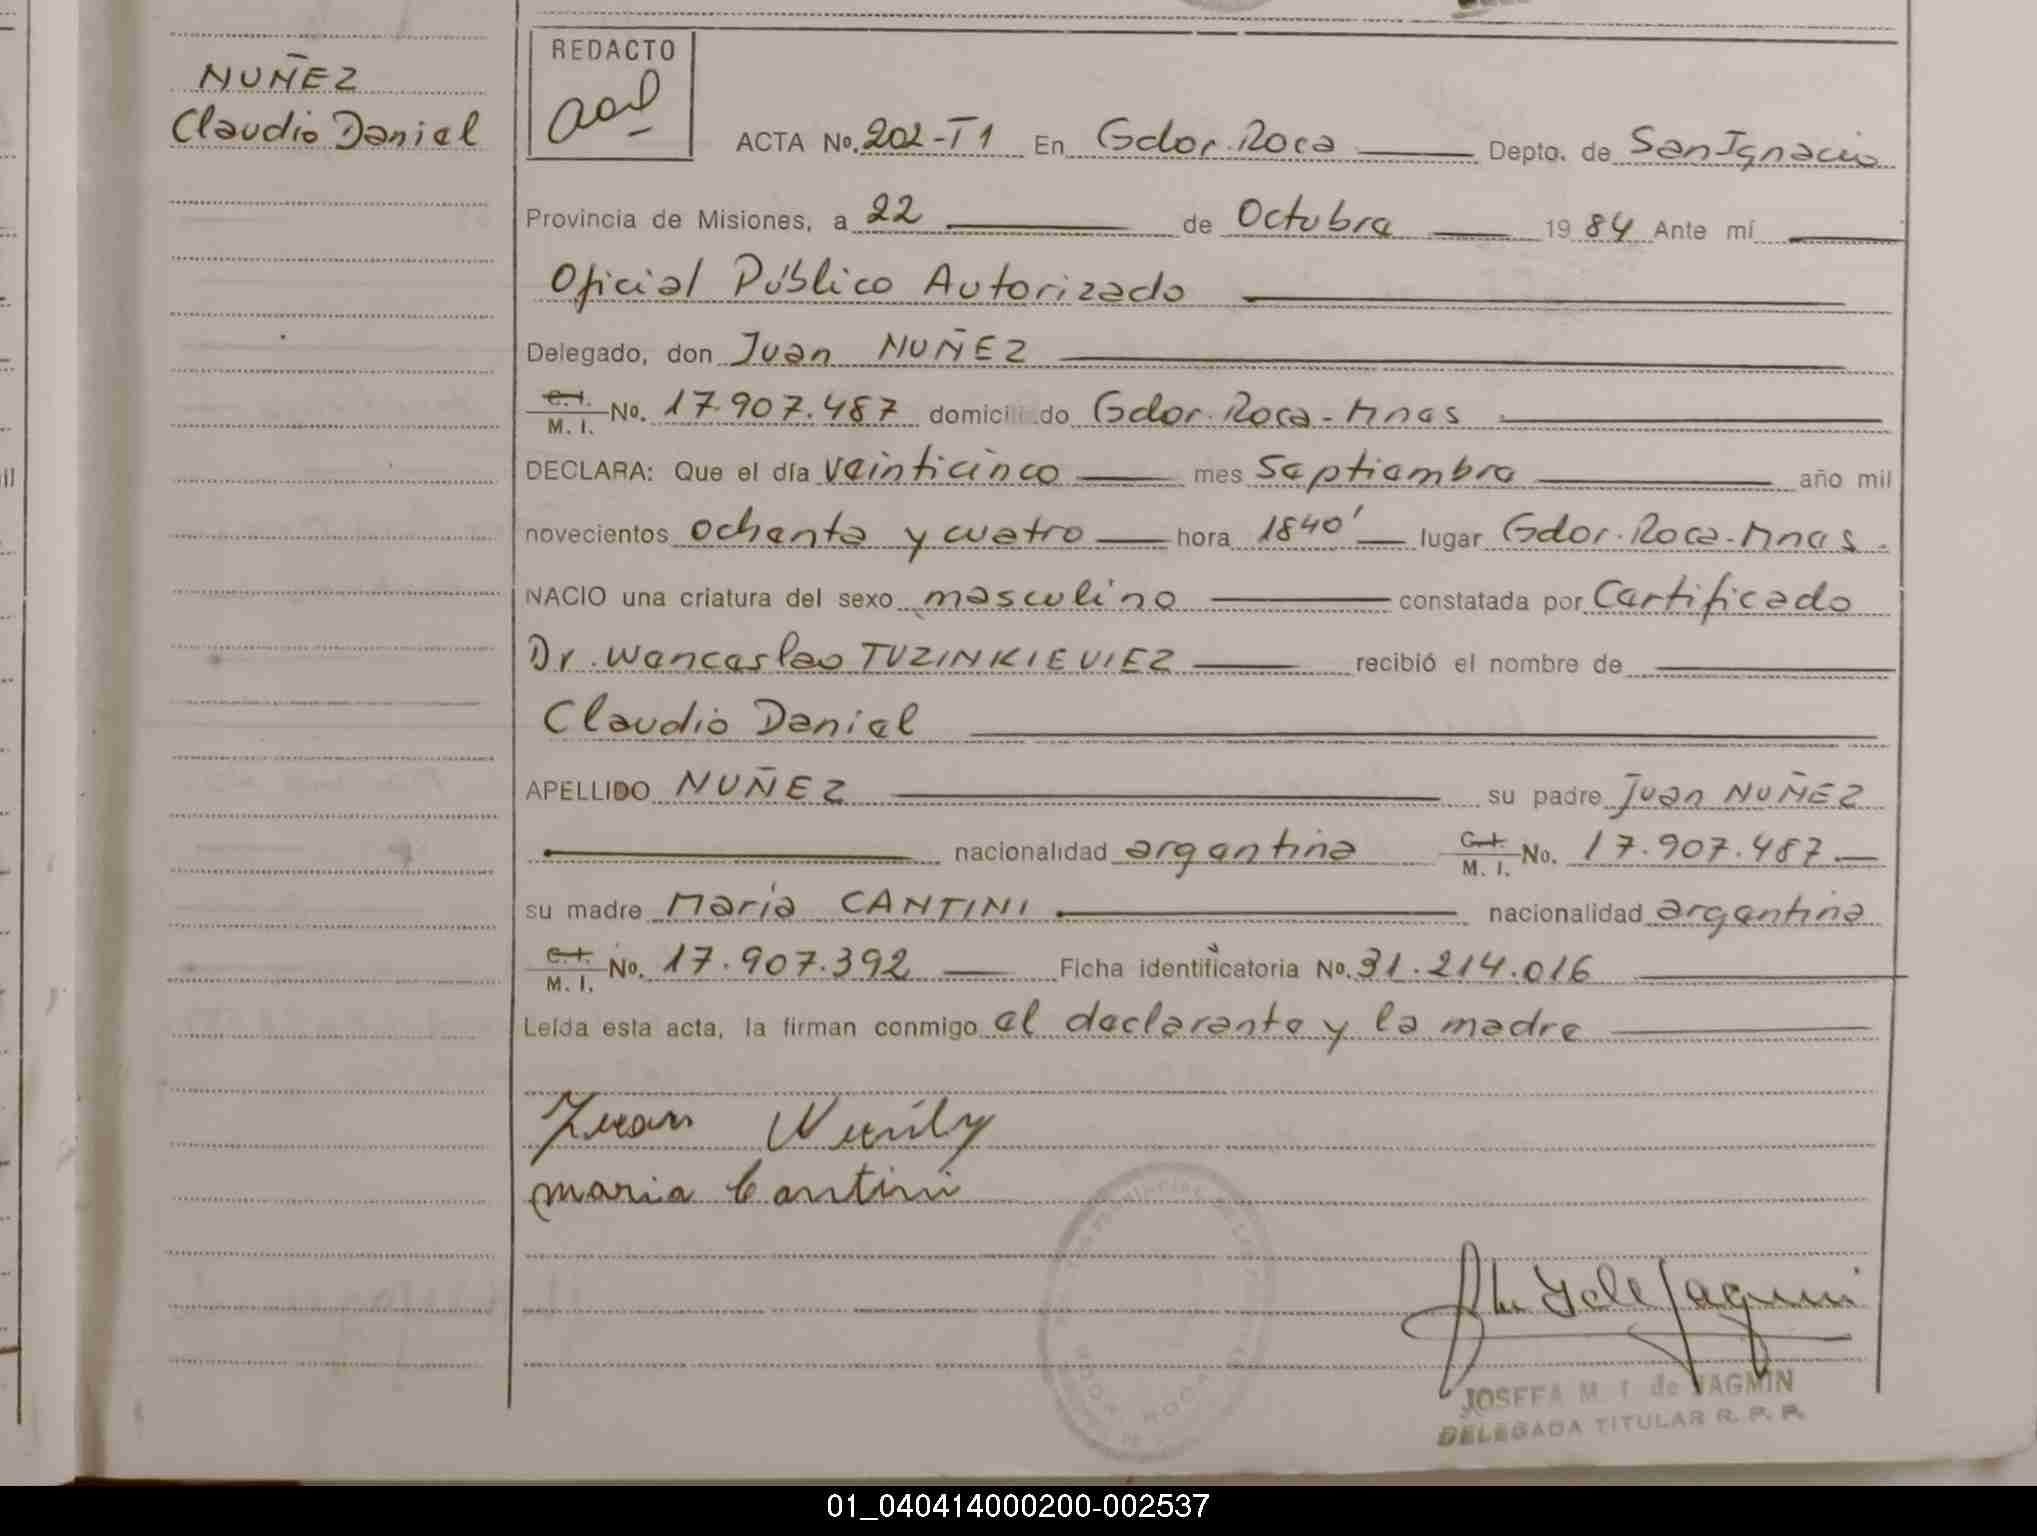 NUÑEZ
Claudio Daniel
REDACTO
ACTA No. 202-T1 En Gdor. Roca Depto. de San Ignacio
Provincia de Misiones, a 22 de Octubre 1984 Ante mí
Oficial Público Autorizado
Delegado, don Juan NUÑEZ
C.I. M. I. No. 17.907.487 domiciliado Gdor. Roca - Mnes
DECLARA: Que el día veinticinco mes Septiembre año mil
novecientos ochenta y cuatro hora 1840' lugar Gdor. Roca - Mnes.
NACIO una criatura del sexo masculino constatada por Certificado
Dr. Wenceslao TUZINKIEVIEZ recibió el nombre de
Claudio Daniel
APELLIDO NUÑEZ su padre Juan NUÑEZ
nacionalidad argentina C.I. M. I. No. 17.907.487.
su madre María CANTINI nacionalidad argentina
C.I. M. I. No. 17.907.392 Ficha identificatoria No. 31.214.016
Leída esta acta, la firman conmigo el declarante y la madre
Juan
maria Cantini
JOSEFA M. de JAGMIN
DELEGADA TITULAR R. P. P.
01_040414000200-002537